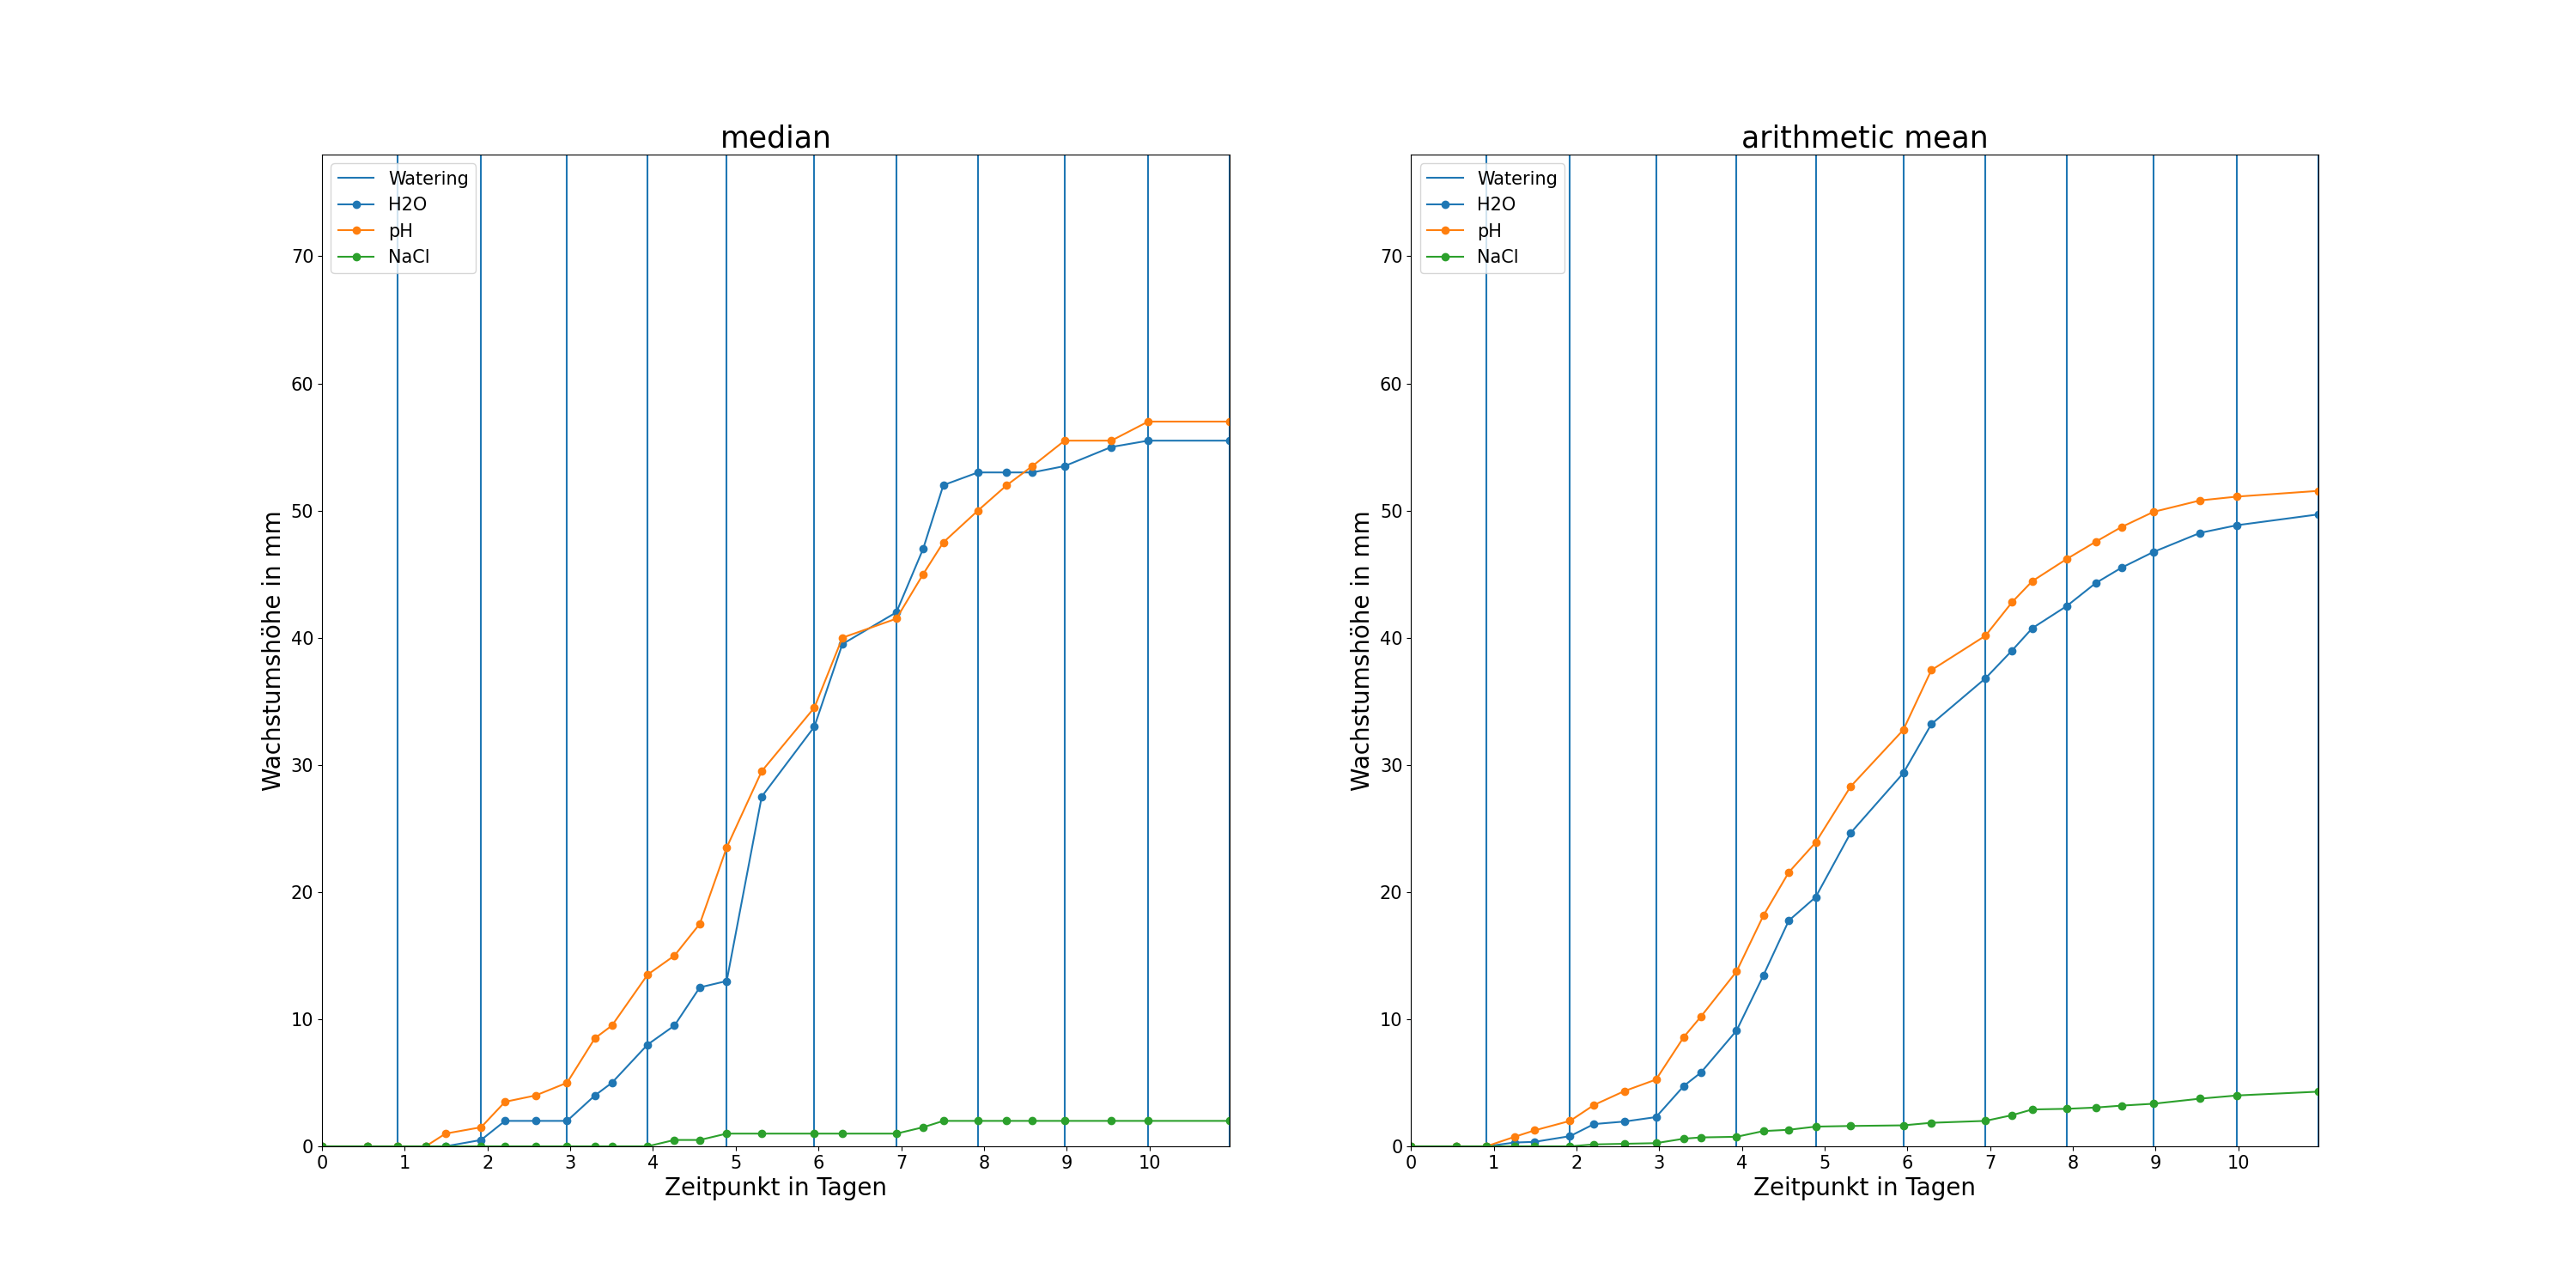 median
Watering
H2O
pH
NaCl
70
60
50
40
30
20
10
0
Wachstumshöhe in mm
0 1 2 3 4 5 6 7 8 9 10
Zeitpunkt in Tagen
arithmetic mean
Watering
H2O
pH
NaCl
70
60
50
40
30
20
10
0
Wachstumshöhe in mm
0 1 2 3 4 5 6 7 8 9 10
Zeitpunkt in Tagen